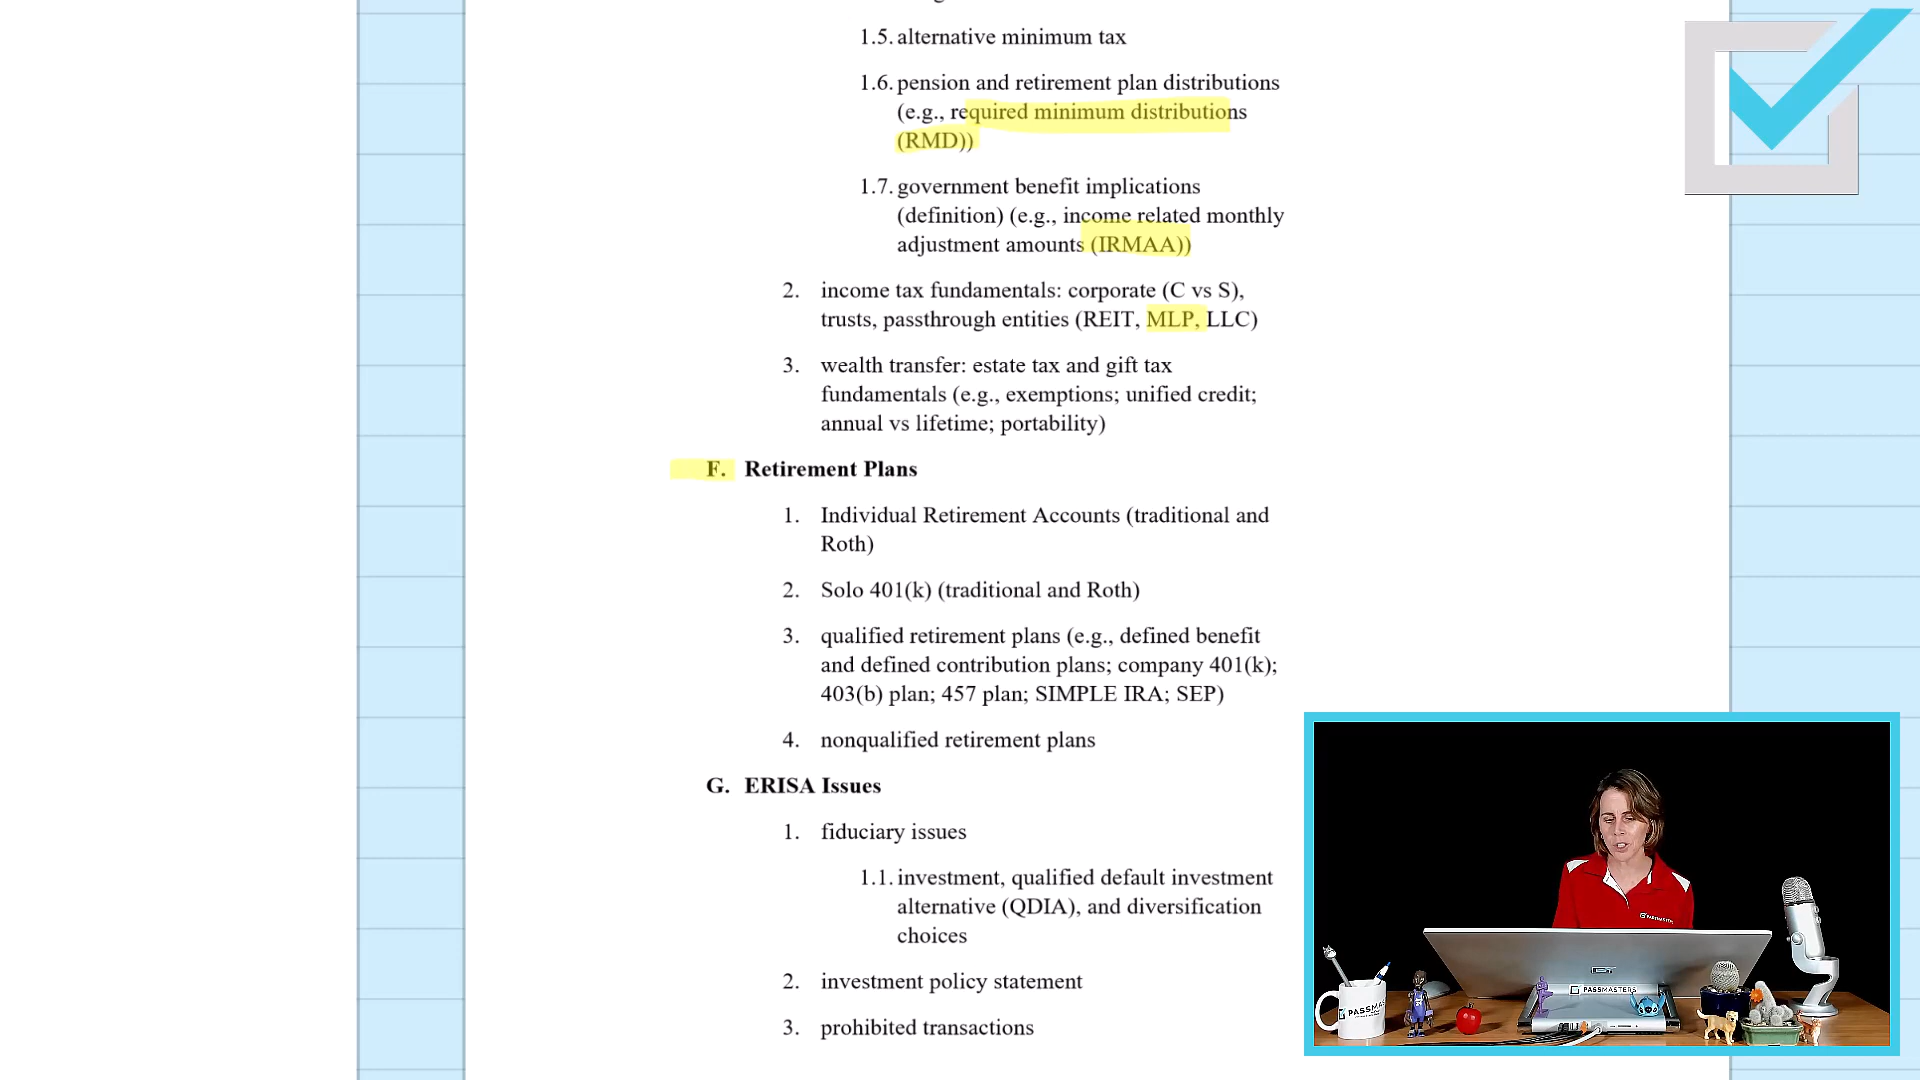 1.5. alternative minimum tax
1.6. pension and retirement plan distributions
(e.g., required minimum distributions
(RMD))
1.7. government benefit implications
(definition) (e.g., income related monthly
adjustment amounts (IRMAA))
2. income tax fundamentals: corporate (C vs S),
trusts, passthrough entities (REIT, MLP, LLC)
3. wealth transfer: estate tax and gift tax
fundamentals (e.g., exemptions; unified credit;
annual vs lifetime; portability)
F. Retirement Plans
1. Individual Retirement Accounts (traditional and
Roth)
2. Solo 401(k) (traditional and Roth)
3. qualified retirement plans (e.g., defined benefit
and defined contribution plans; company 401(k);
403(b) plan; 457 plan; SIMPLE IRA; SEP)
4. nonqualified retirement plans
G. ERISA Issues
1. fiduciary issues
1.1. investment, qualified default investment
alternative (QDIA), and diversification
choices
2. investment policy statement
3. prohibited transactions
PASSMAS
PASSMASTERS